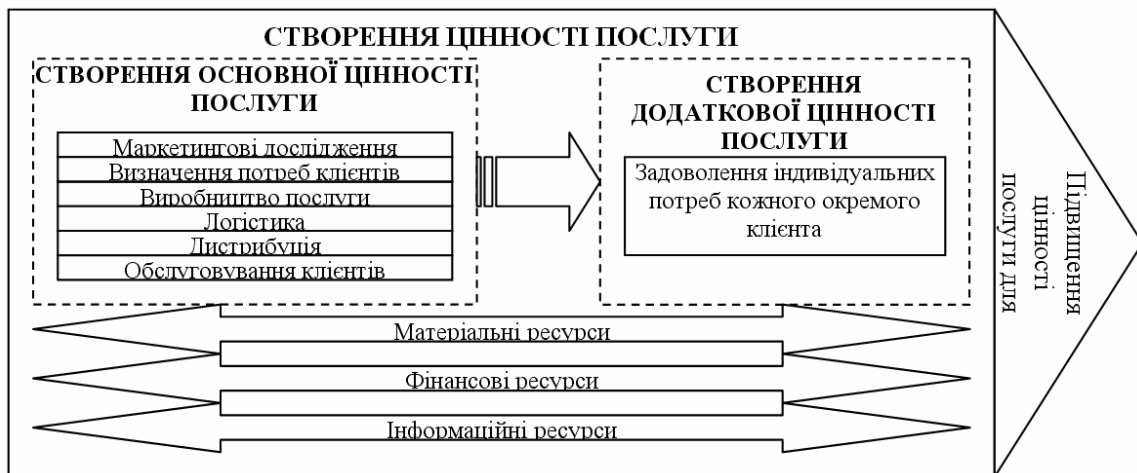 СТВОРЕННЯ ЦІННОСТІ ПОСЛУГИ
СТВОРЕННЯ ОСНОВНОЇ ЦІННОСТІ
ПОСЛУГИ
Маркетингові дослідження
Визначення потреб клієнтів
Виробництво послуги
Логістика
Дистрибуція
Обслуговування клієнтів
СТВОРЕННЯ
ДОДАТКОВОЇ ЦІННОСТІ
ПОСЛУГИ
Задоволення індивідуальних
потреб кожного окремого
клієнта
Матеріальні ресурси
Фінансові ресурси
Інформаційні ресурси
Підвищення
цінності
послуги для